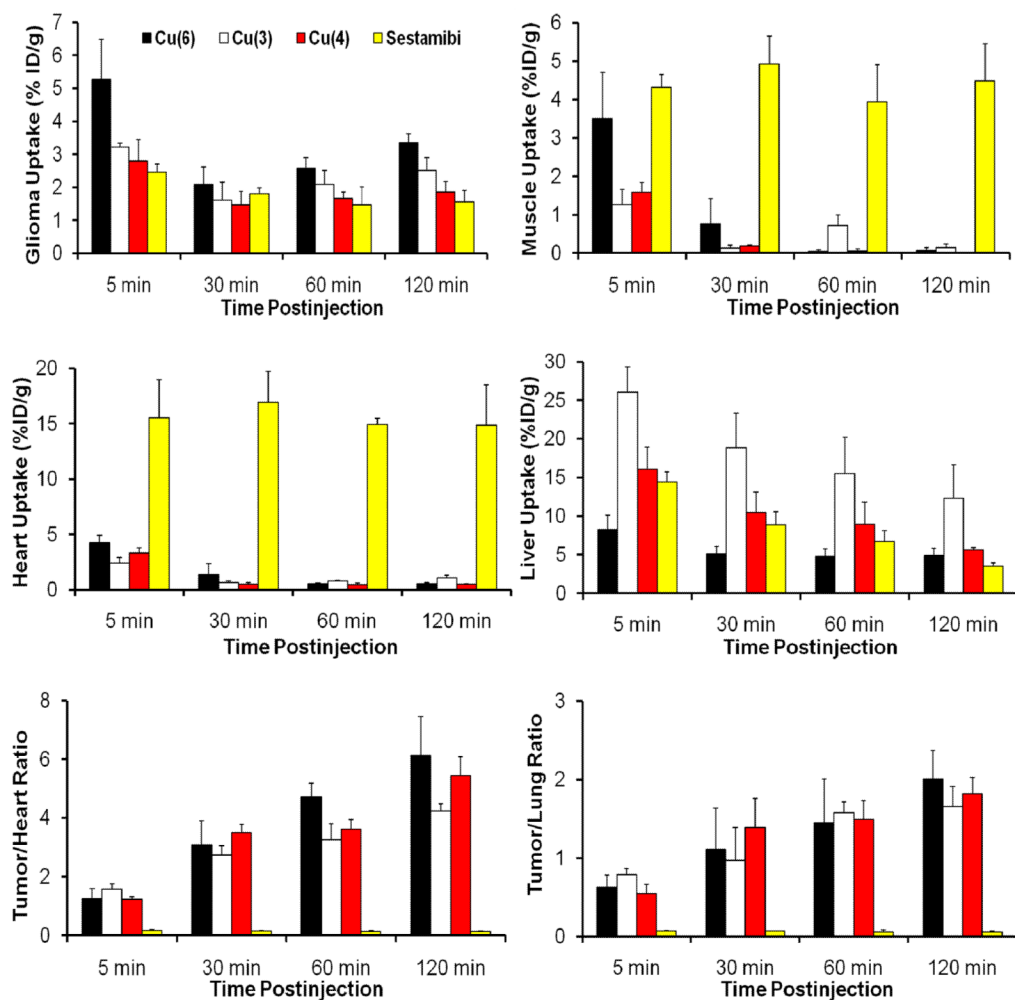 Glioma Uptake (% ID/g)
7
6
5
4
3
2
1
0
Cu(6) Cu(3) Cu(4) Sestamibi
5 min 30 min 60 min 120 min
Time Postinjection
Muscle Uptake (%ID/g)
6
5
4
3
2
1
0
5 min 30 min 60 min 120 min
Time Postinjection
Heart Uptake (%ID/g)
20
15
10
5
0
5 min 30 min 60 min 120 min
Time Postinjection
Liver Uptake (%ID/g)
30
25
20
15
10
5
0
5 min 30 min 60 min 120 min
Time Postinjection
Tumor/Heart Ratio
8
6
4
2
0
5 min 30 min 60 min 120 min
Time Postinjection
Tumor/Lung Ratio
3
2
1
0
5 min 30 min 60 min 120 min
Time Postinjection